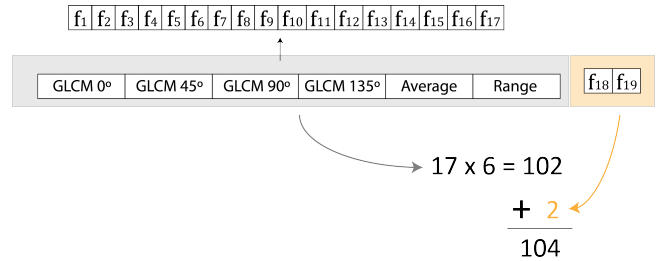 f₁ f₂ f₃ f₄ f₅ f₆ f₇ f₈ f₉ f₁₀ f₁₁ f₁₂ f₁₃ f₁₄ f₁₅ f₁₆ f₁₇
GLCM 0º GLCM 45º GLCM 90º GLCM 135º Average Range f₁₈ f₁₉
17 x 6 = 102
+ 2
104